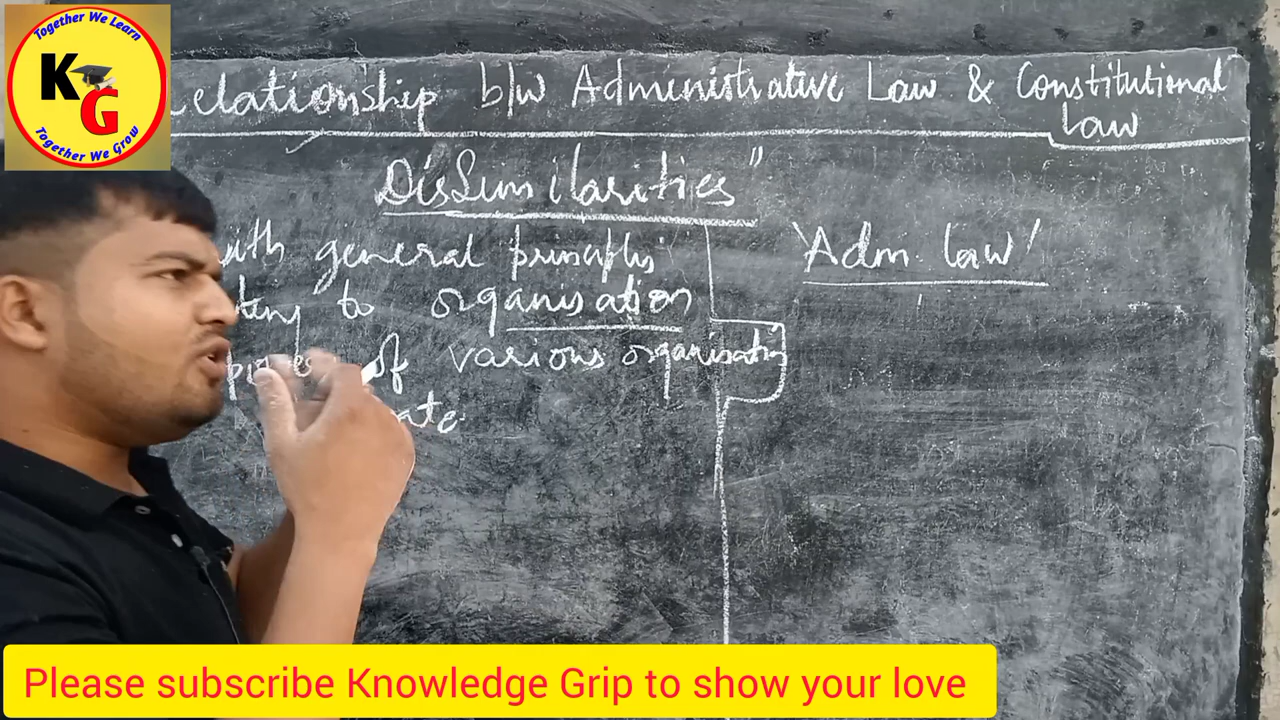 Together We Learn
KG
Together We Grow
elationship b/w Administrative Law & Constitutional
Law
Dissimilarities"
ith general principles
ting to organisation
of various organisation
ate
'Adm. law'
Please subscribe Knowledge Grip to show your love